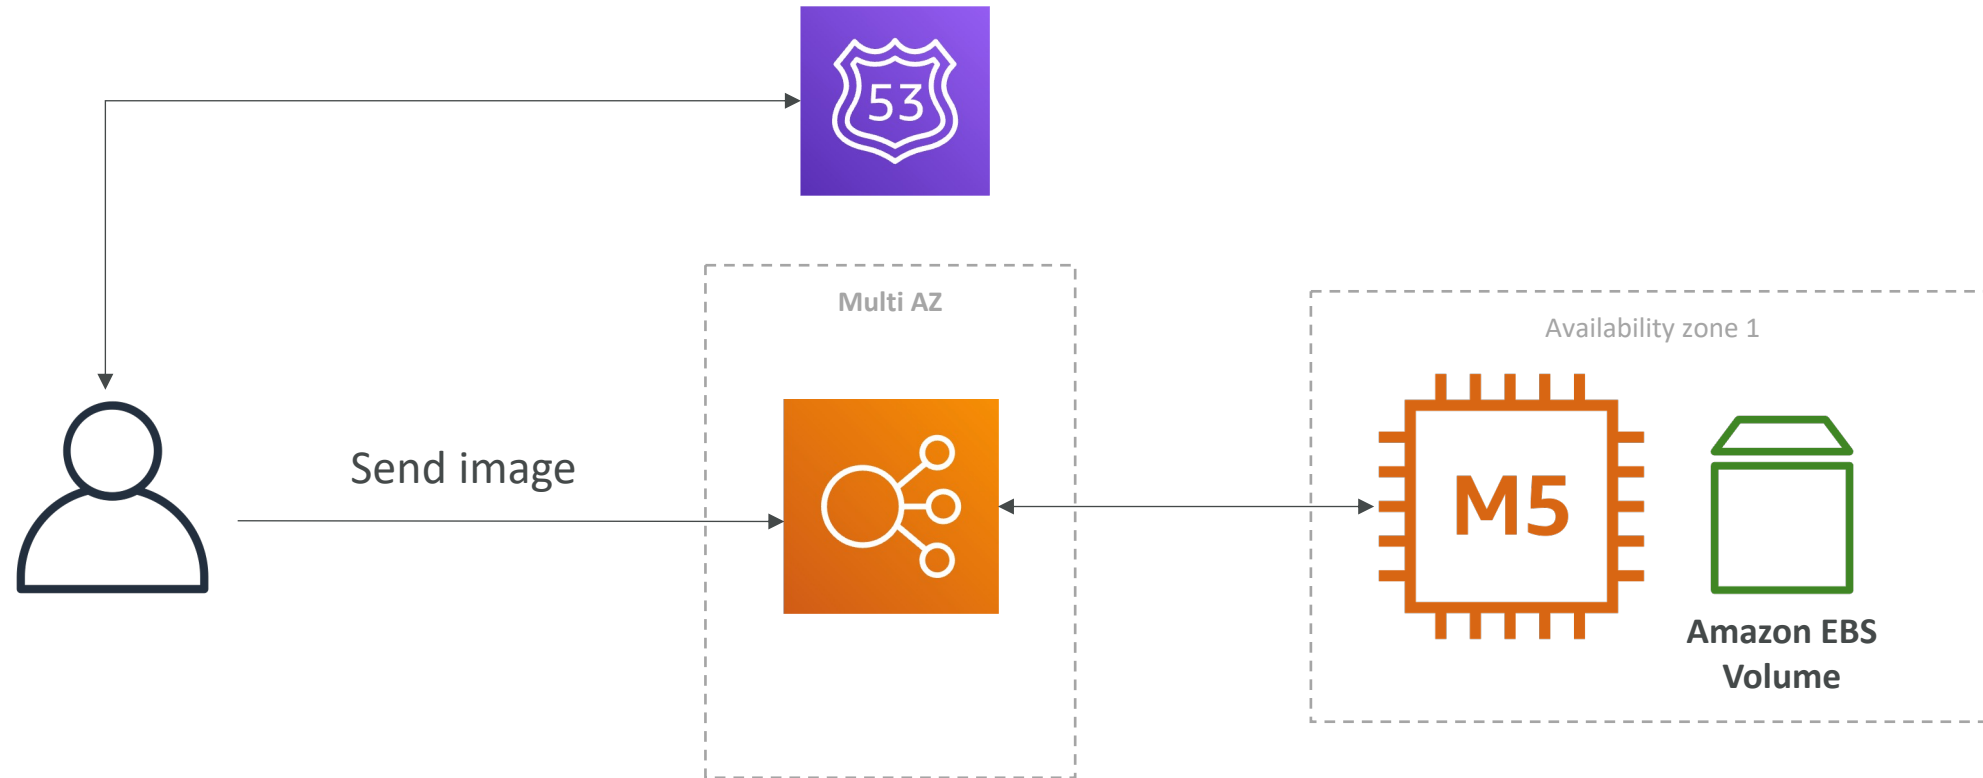 53
Multi AZ
Availability zone 1
Send image
M5
Amazon EBS
Volume